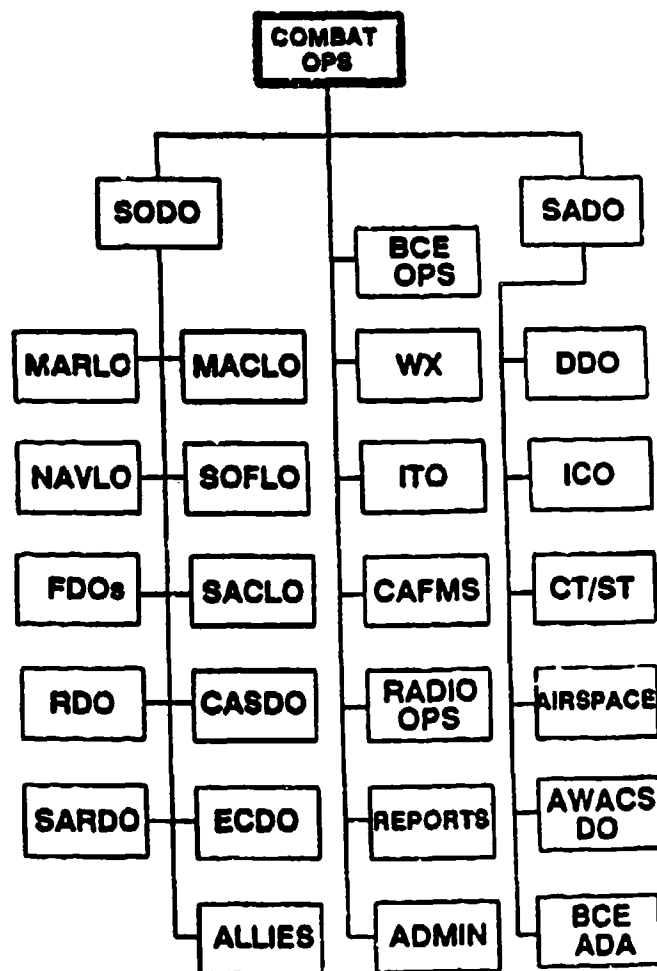 COMBAT
OPS
SODO
SADO
BCE
OPS
MARLO
MACLO
WX
DDO
NAVLO
SOFLO
ITO
ICO
FDOs
SACLO
CAFMS
CT/ST
RDO
CASDO
RADIO
OPS
AIRSPACE
SARDO
ECDO
REPORTS
AWACS
DO
ALLIES
ADMIN
BCE
ADA